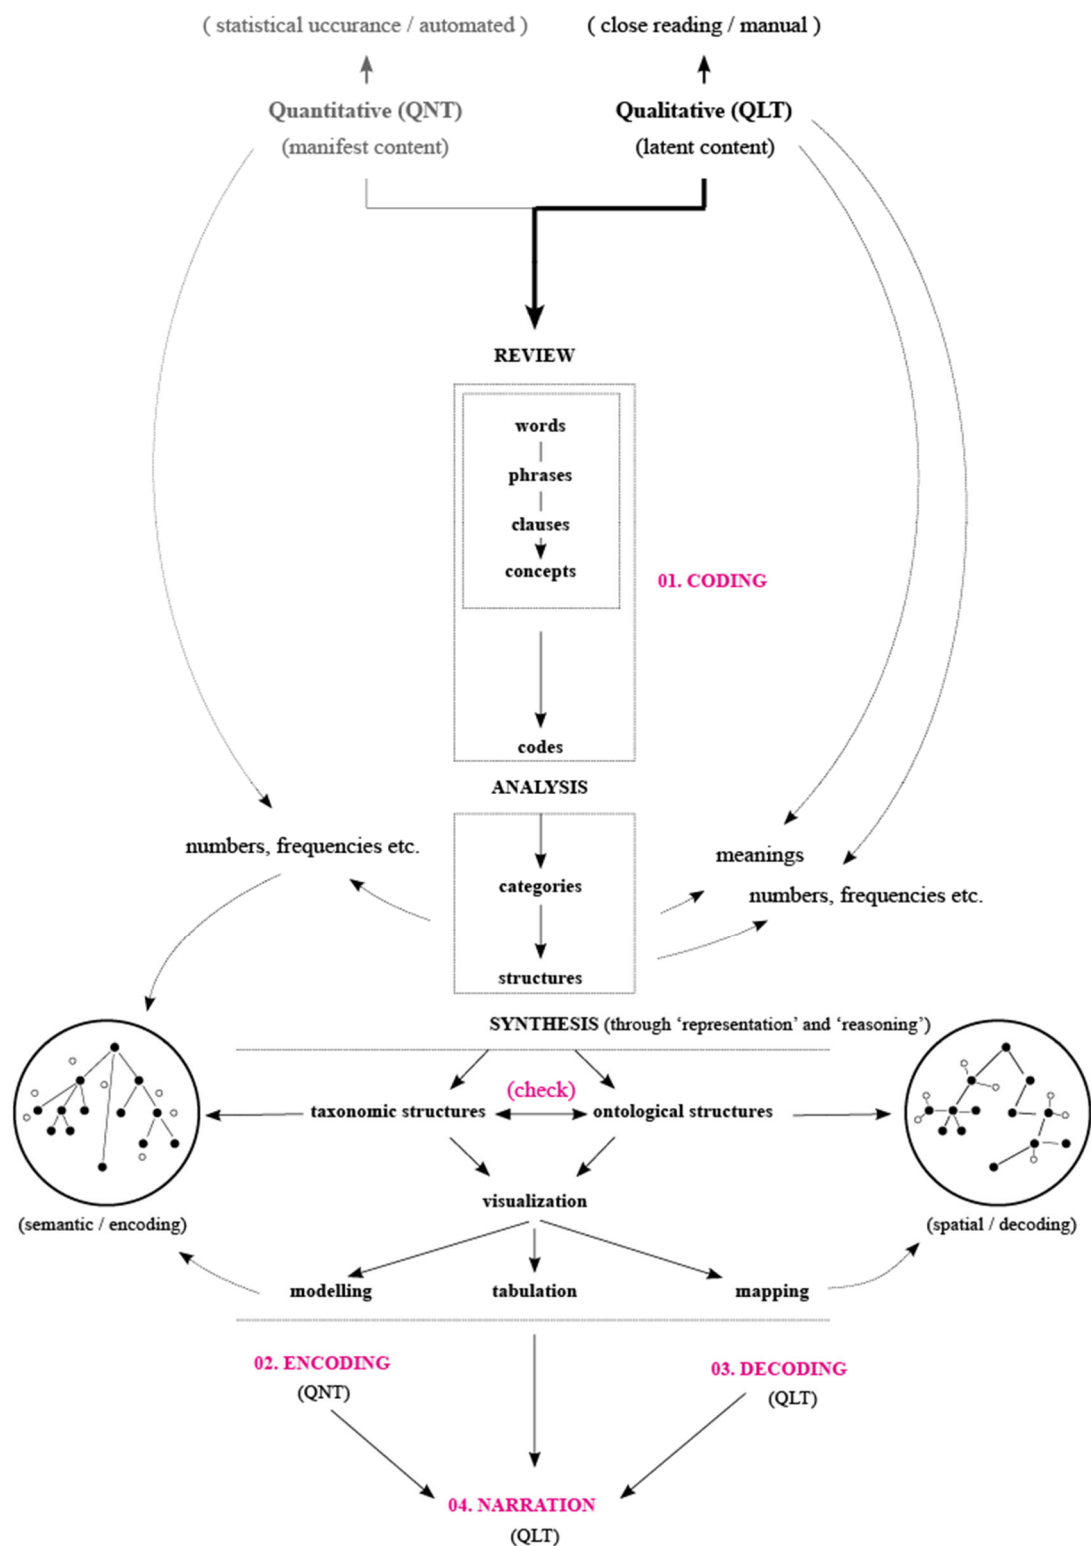 ( statistical uccurance / automated )
( close reading / manual )
Quantitative (QNT)
Qualitative (QLT)
(manifest content)
(latent content)
REVIEW
words
phrases
clauses
concepts
01. CODING
codes
ANALYSIS
numbers, frequencies etc.
meanings
categories
numbers, frequencies etc.
structures
SYNTHESIS (through ‘representation’ and ‘reasoning’)
(check)
taxonomic structures
ontological structures
visualization
(semantic / encoding)
(spatial / decoding)
modelling
tabulation
mapping
02. ENCODING
(QNT)
03. DECODING
(QLT)
04. NARRATION
(QLT)